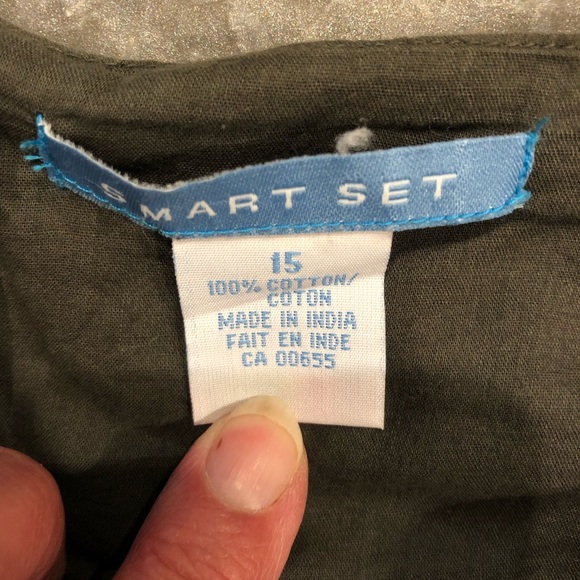 SMART SET
15
100% COTTON/
COTON
MADE IN INDIA
FAIT EN INDE
CA 00655